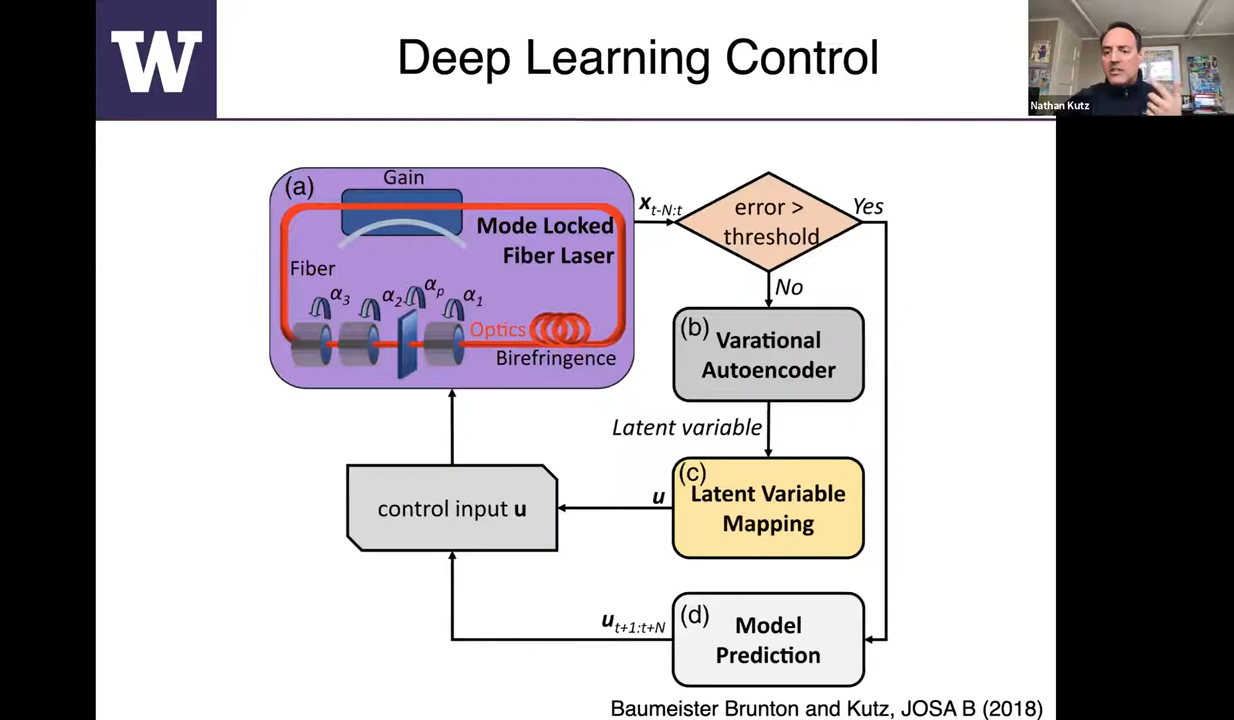 W
Deep Learning Control
Nathan Kutz
(a)
Gain
Mode Locked
Fiber Laser
Fiber
α3
α2
αp
α1
Optics
Birefringence
xt-N:t
error >
threshold
Yes
No
(b)
Varational
Autoencoder
Latent variable
(c)
Latent Variable
Mapping
u
control input u
(d)
Model
Prediction
ut+1:t+N
Baumeister Brunton and Kutz, JOSA B (2018)